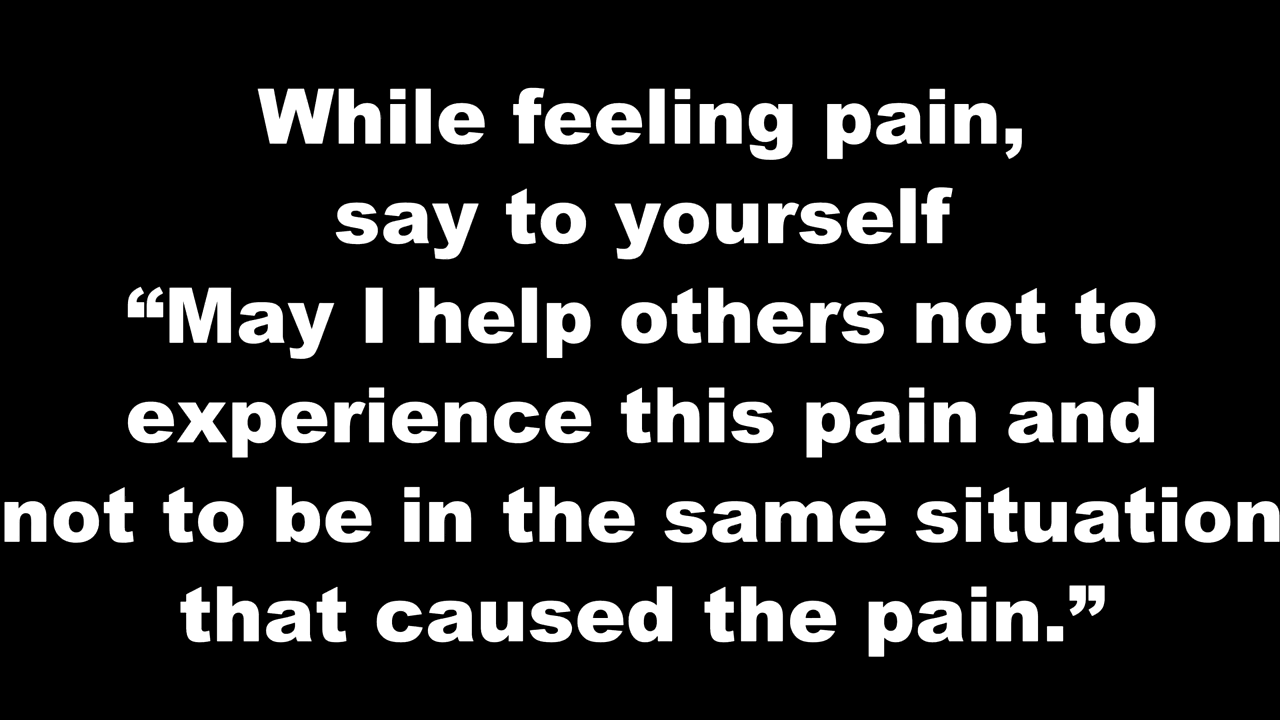 While feeling pain,
say to yourself
“May I help others not to
experience this pain and
not to be in the same situation
that caused the pain.”